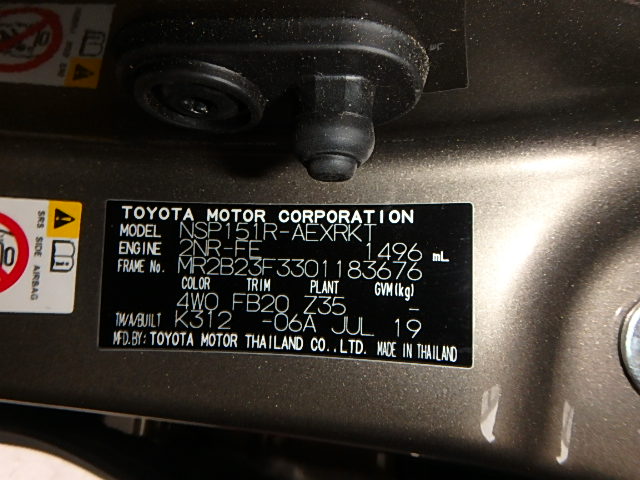 TOYOTA MOTOR CORPORATION
MODEL NSP151R-AEXRKT
ENGINE 2NR-FE 1496 mL
FRAME No. MR2B23F3301183676
COLOR TRIM PLANT GVM(kg)
4W0 FB20 Z35 -
TM/A/BUILT K312 -06A JUL 19
MFD.BY: TOYOTA MOTOR THAILAND CO.,LTD. MADE IN THAILAND
SRS SIDE AIRBAG